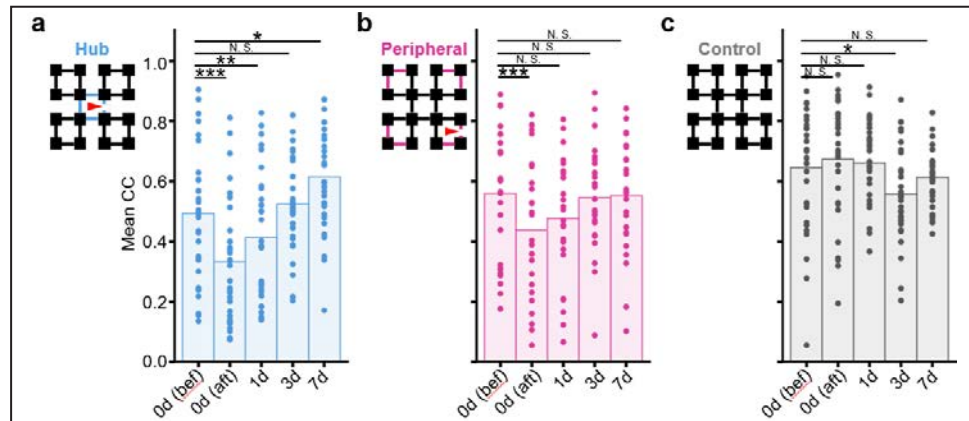 a
Hub
*
N. S.
**
***
Mean CC
1.0
0.8
0.6
0.4
0.2
0.0
0d (bef)
0d (aft)
1d
3d
7d
b
Peripheral
N. S.
N. S
N. S.
***
0d (bef)
0d (aft)
1d
3d
7d
c
Control
N. S.
*
N. S.
N. S.
0d (bef)
0d (aft)
1d
3d
7d